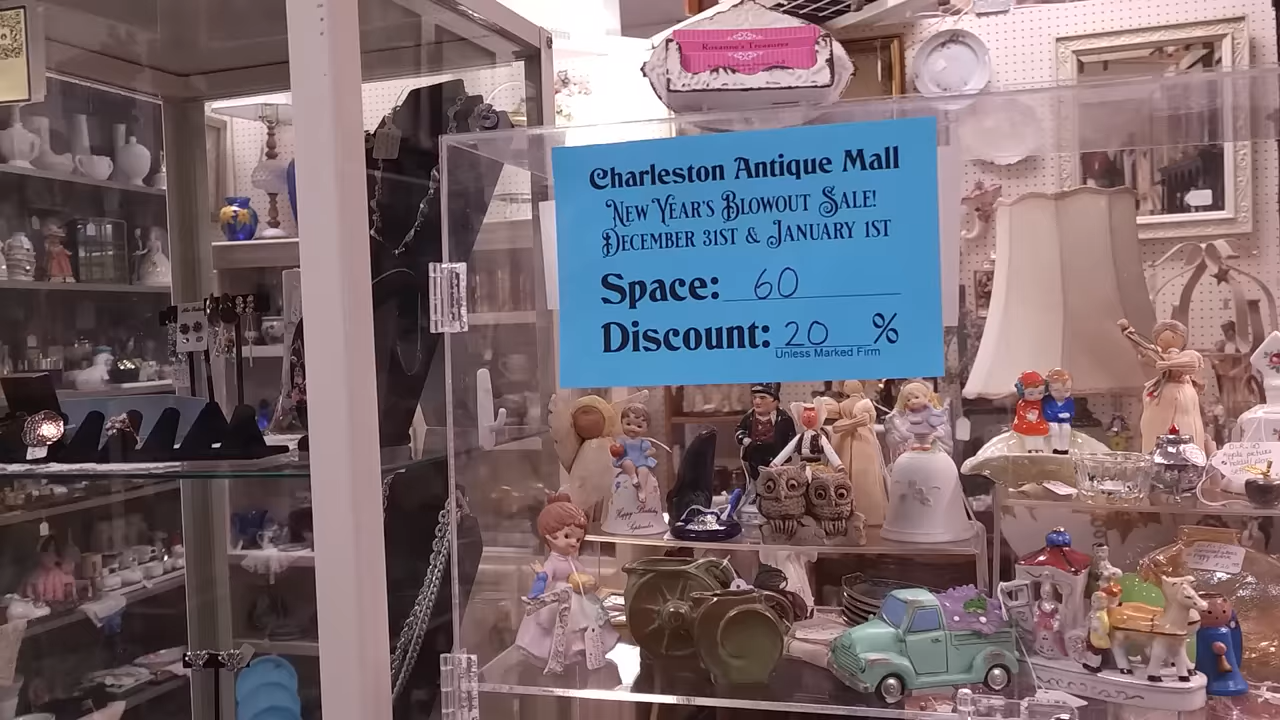 Roxanne's Treasures
Charleston Antique Mall
New Year's Blowout Sale!
December 31st & January 1st
Space: 60
Discount: 20 %
Unless Marked Firm
Happy Birthday
September